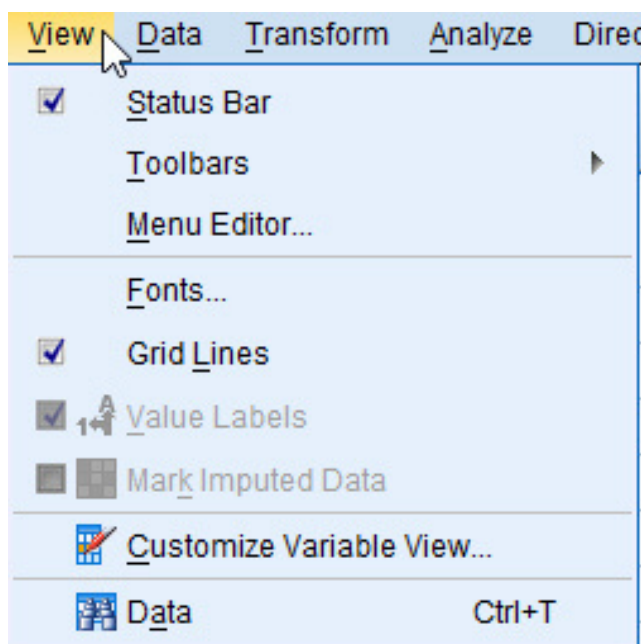 View Data Transform Analyze Direc
Status Bar
Toolbars
Menu Editor...
Fonts...
Grid Lines
Value Labels
Mark Imputed Data
Customize Variable View...
Data Ctrl+T